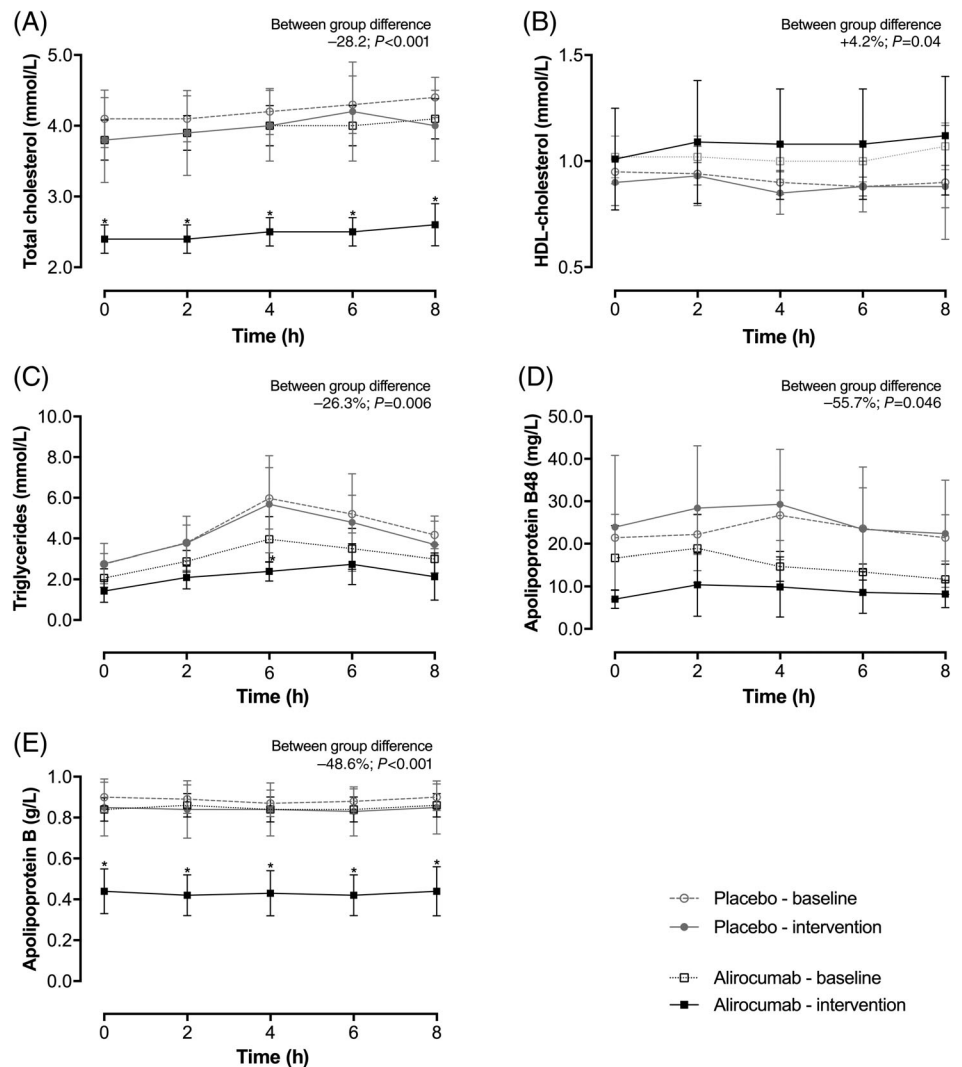 (A)
Between group difference
–28.2; P<0.001
Total cholesterol (mmol/L)
5.0
4.0
3.0
2.0
* * * * *
0 2 4 6 8
Time (h)
(B)
Between group difference
+4.2%; P=0.04
HDL-cholesterol (mmol/L)
1.5
1.0
0.5
0 2 4 6 8
Time (h)
(C)
Between group difference
–26.3%; P=0.006
Triglycerides (mmol/L)
10.0
8.0
6.0
4.0
2.0
0.0
*
0 2 6 6 8
Time (h)
(D)
Between group difference
–55.7%; P=0.046
Apolipoprotein B48 (mg/L)
50.0
40.0
30.0
20.0
10.0
0.0
0 2 4 6 8
Time (h)
(E)
Between group difference
–48.6%; P<0.001
Apolipoprotein B (g/L)
1.0
0.8
0.6
0.4
0.2
0.0
* * * * *
0 2 4 6 8
Time (h)
Placebo - baseline
Placebo - intervention
Alirocumab - baseline
Alirocumab - intervention